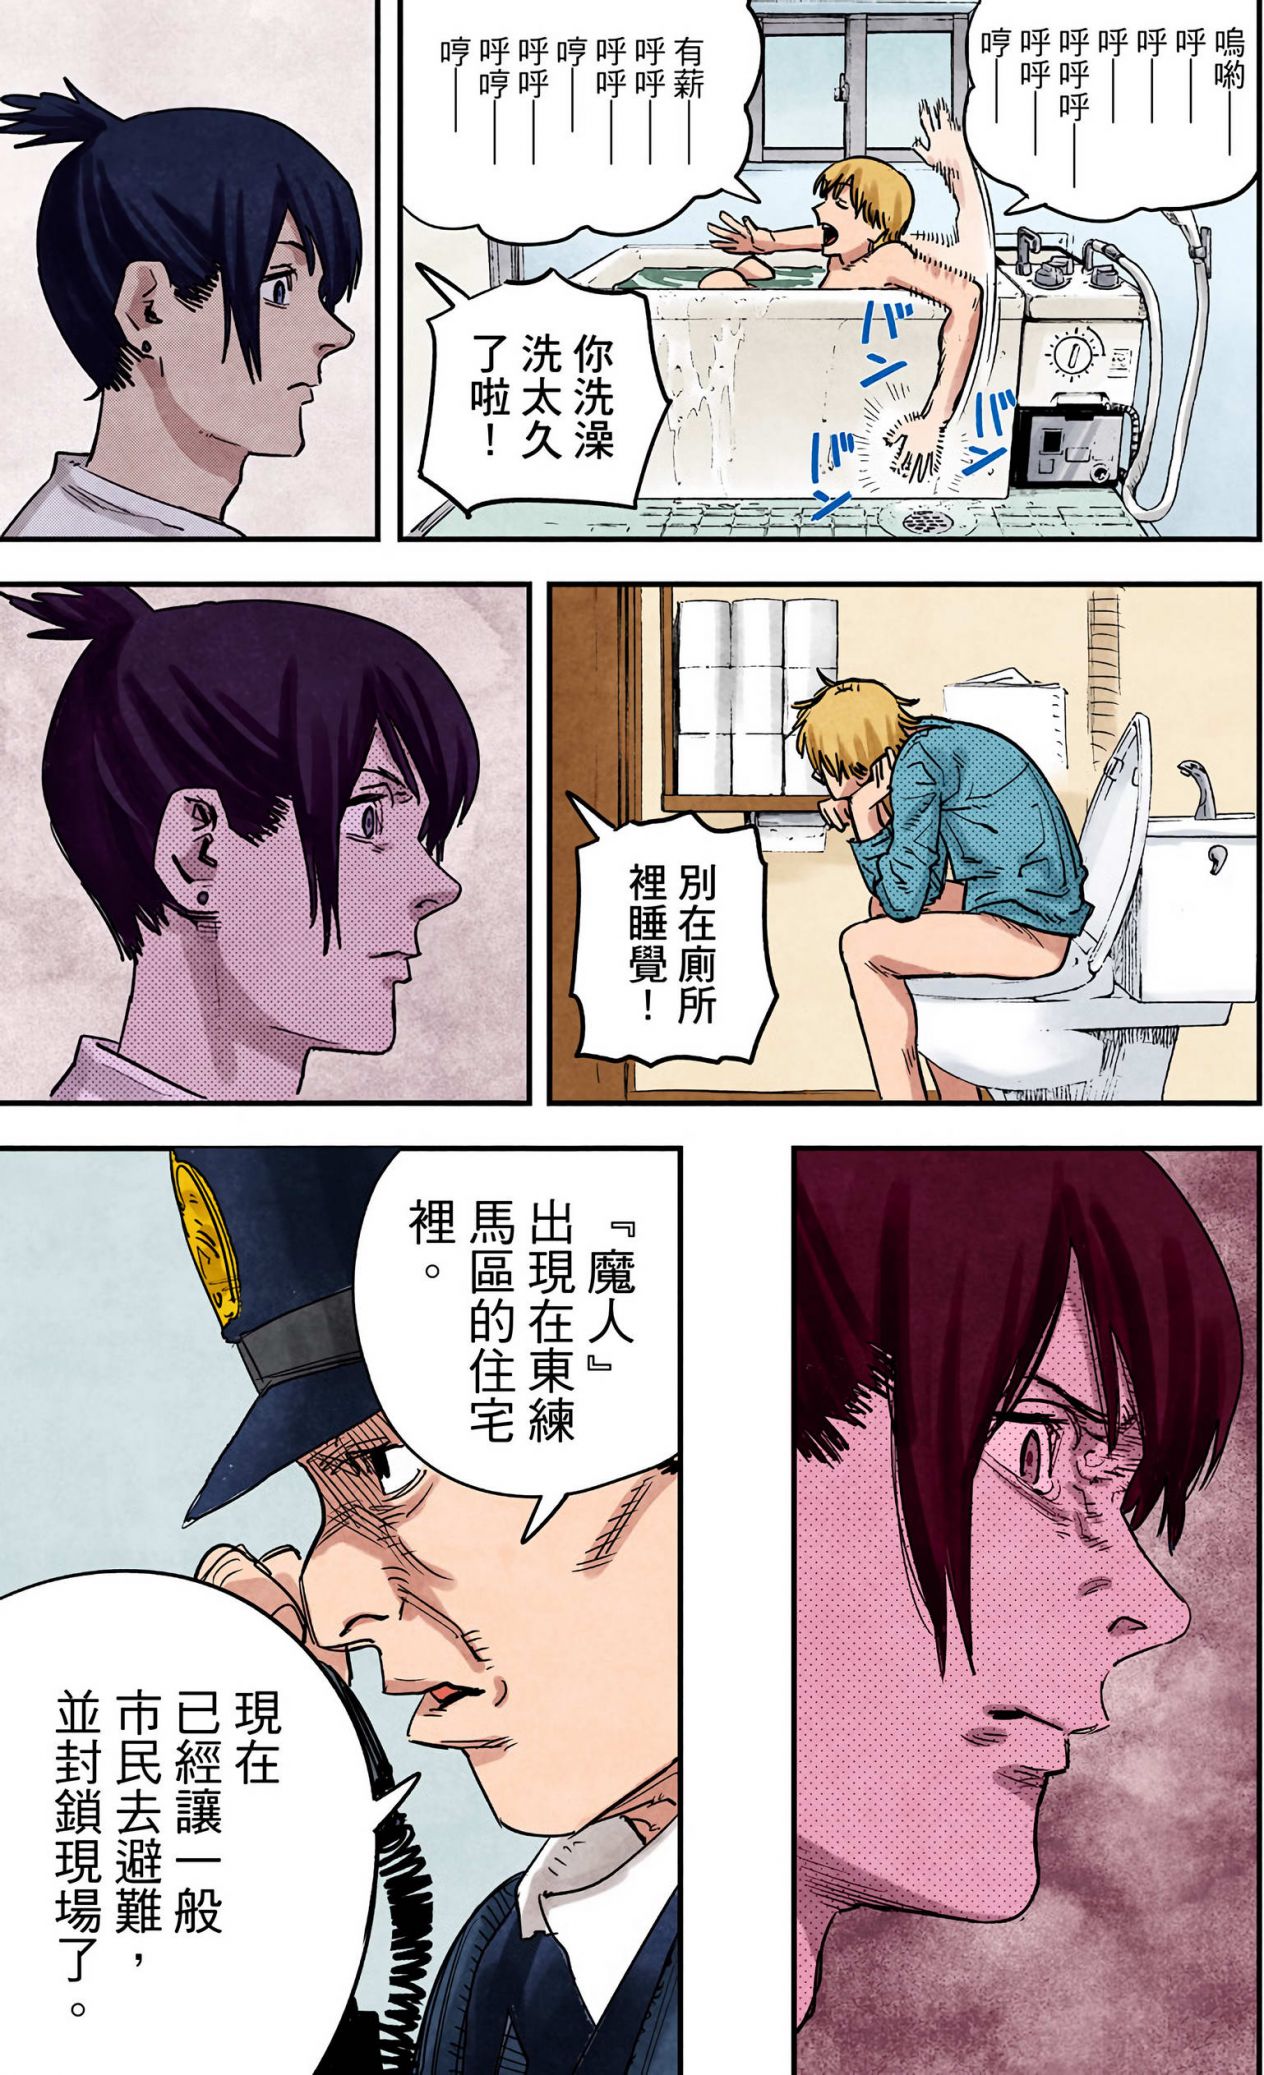 嗚喲——
呼——
呼——
呼——
呼呼呼——
呼呼——
哼——
有薪——
呼呼——
呼呼——
哼——
呼呼——
呼哼——
哼——
你洗澡
洗太久
了啦！
バン
バン
バン
別在廁所
裡睡覺！
『魔人』
出現在東練
馬區的住宅
裡。
現在
已經讓一般
市民去避難，
並封鎖現場了。